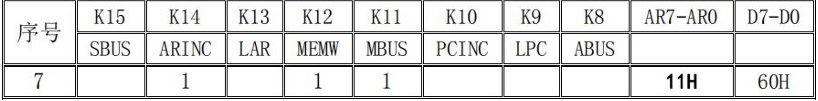 序号 K15 K14 K13 K12 K11 K10 K9 K8 AR7-AR0 D7-D0
SBUS ARINC LAR MEMW MBUS PCINC LPC ABUS
7 1 1 1 11H 60H